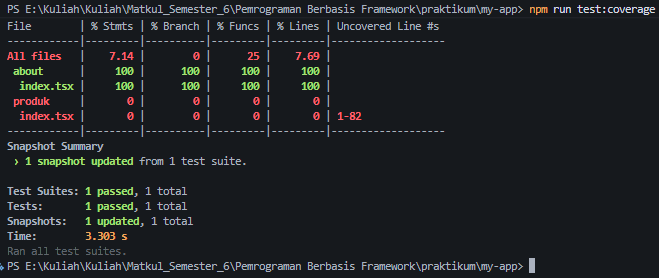 PS E:\Kuliah\Kuliah\Matkul_Semester_6\Pemrograman Berbasis Framework\praktikum\my-app> npm run test:coverage
File       | % Stmts | % Branch | % Funcs | % Lines | Uncovered Line #s
-----------|---------|----------|---------|---------|-------------------
All files  |    7.14 |        0 |      25 |    7.69 |
 about     |     100 |      100 |     100 |     100 |
  index.tsx |     100 |      100 |     100 |     100 |
 produk    |       0 |        0 |       0 |       0 |
  index.tsx |       0 |        0 |       0 |       0 | 1-82
-----------|---------|----------|---------|---------|-------------------
Snapshot Summary
 › 1 snapshot updated from 1 test suite.
Test Suites: 1 passed, 1 total
Tests:       1 passed, 1 total
Snapshots:   1 updated, 1 total
Time:        3.303 s
Ran all test suites.
PS E:\Kuliah\Kuliah\Matkul_Semester_6\Pemrograman Berbasis Framework\praktikum\my-app>